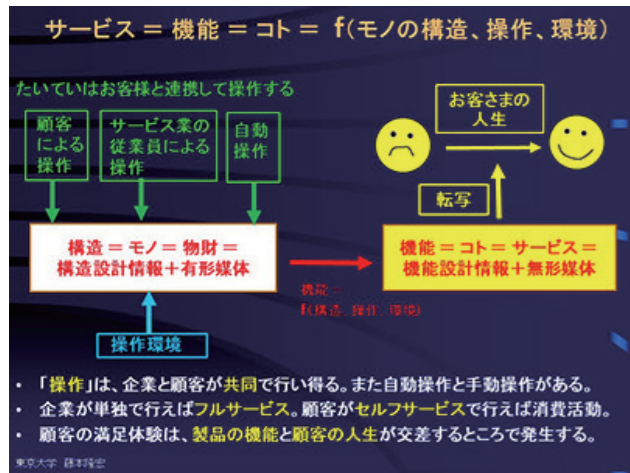 サービス = 機能 = コト = f(モノの構造、操作、環境)
たいていはお客様と連携して操作する
顧客
による
操作
サービス業の
従業員による
操作
自動
操作
お客さまの
人生
転写
構造 = モノ = 物財 =
構造設計情報+有形媒体
機能 = コト = サービス =
機能設計情報+無形媒体
機能 =
f(構造、操作、環境)
操作環境
• 「操作」は、企業と顧客が共同で行い得る。また自動操作と手動操作がある。
• 企業が単独で行えばフルサービス。顧客がセルフサービスで行えば消費活動。
• 顧客の満足体験は、製品の機能と顧客の人生が交差するところで発生する。
東京大学 藤本隆宏